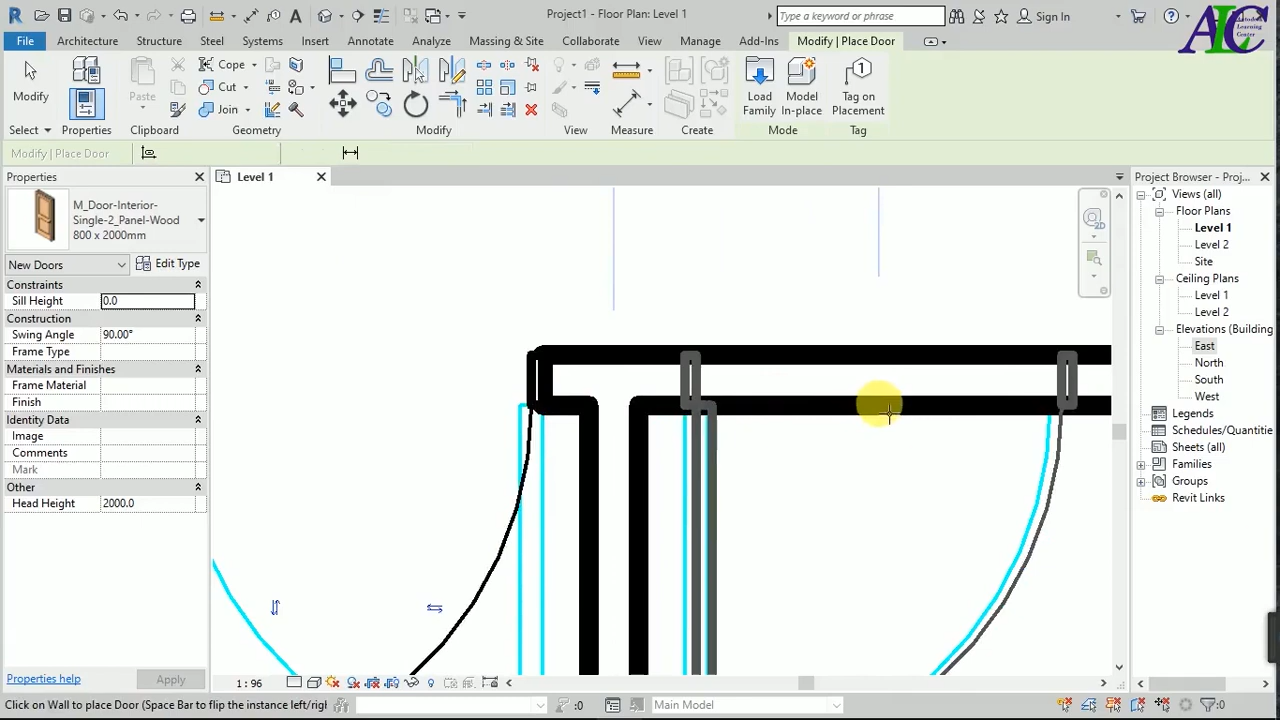 Project1 - Floor Plan: Level 1
Type a keyword or phrase
Sign In
ALC
Autodesk
Learning
Center
File
Architecture
Structure
Steel
Systems
Insert
Annotate
Analyze
Massing & Site
Collaborate
View
Manage
Add-Ins
Modify | Place Door
Modify
Paste
Cope
Cut
Join
Load
Family
Model
In-place
Tag on
Placement
Select
Properties
Clipboard
Geometry
Modify
View
Measure
Create
Mode
Tag
Modify | Place Door
Properties
Level 1
Project Browser - Proj...
M_Door-Interior-
Single-2_Panel-Wood
800 x 2000mm
New Doors
Edit Type
Constraints
Sill Height 0.0
Construction
Swing Angle 90.00°
Frame Type
Materials and Finishes
Frame Material
Finish
Identity Data
Image
Comments
Mark
Other
Head Height 2000.0
Properties help
Apply
2D
Views (all)
Floor Plans
Level 1
Level 2
Site
Ceiling Plans
Level 1
Level 2
Elevations (Building
East
North
South
West
Legends
Schedules/Quantitie
Sheets (all)
Families
Groups
Revit Links
1 : 96
Click on Wall to place Door (Space Bar to flip the instance left/righ
:0
Main Model
:0